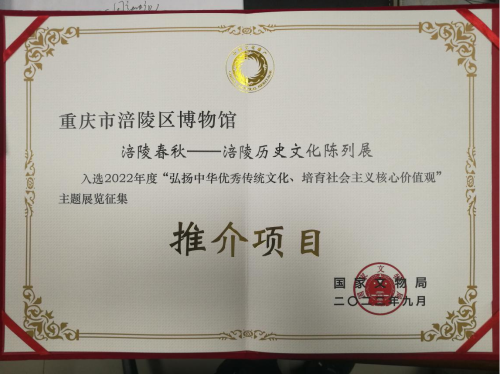 重庆市涪陵区博物馆
涪陵春秋——涪陵历史文化陈列展
入选2022年度“弘扬中华优秀传统文化、培育社会主义核心价值观”
主题展览征集
推介项目
国家文物局
二〇二二年九月